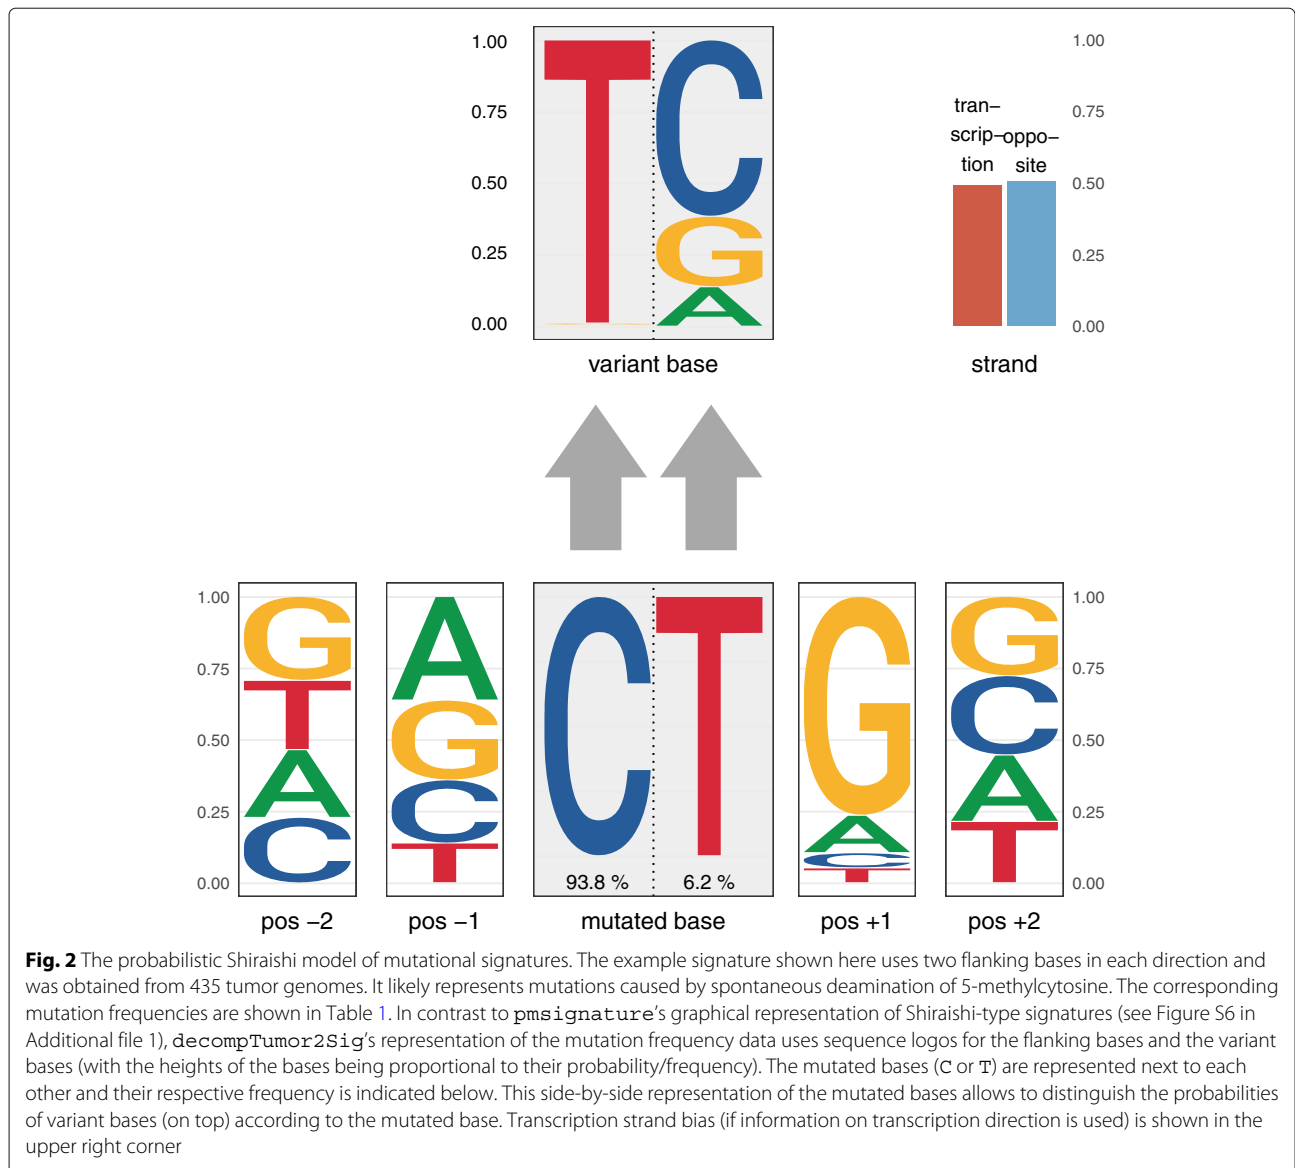 1.00
0.75
0.50
0.25
0.00
T
C
G
A
variant base
tran–
scrip–
tion
oppo–
site
1.00
0.75
0.50
0.25
0.00
strand
1.00
0.75
0.50
0.25
0.00
G
T
A
C
pos −2
A
G
C
T
pos −1
C T
93.8 % 6.2 %
mutated base
G
A
C
T
pos +1
G
C
A
T
pos +2
1.00
0.75
0.50
0.25
0.00
Fig. 2 The probabilistic Shiraishi model of mutational signatures. The example signature shown here uses two flanking bases in each direction and
was obtained from 435 tumor genomes. It likely represents mutations caused by spontaneous deamination of 5-methylcytosine. The corresponding
mutation frequencies are shown in Table 1. In contrast to pmsignature's graphical representation of Shiraishi-type signatures (see Figure S6 in
Additional file 1), decompTumor2Sig's representation of the mutation frequency data uses sequence logos for the flanking bases and the variant
bases (with the heights of the bases being proportional to their probability/frequency). The mutated bases (C or T) are represented next to each
other and their respective frequency is indicated below. This side-by-side representation of the mutated bases allows to distinguish the probabilities
of variant bases (on top) according to the mutated base. Transcription strand bias (if information on transcription direction is used) is shown in the
upper right corner